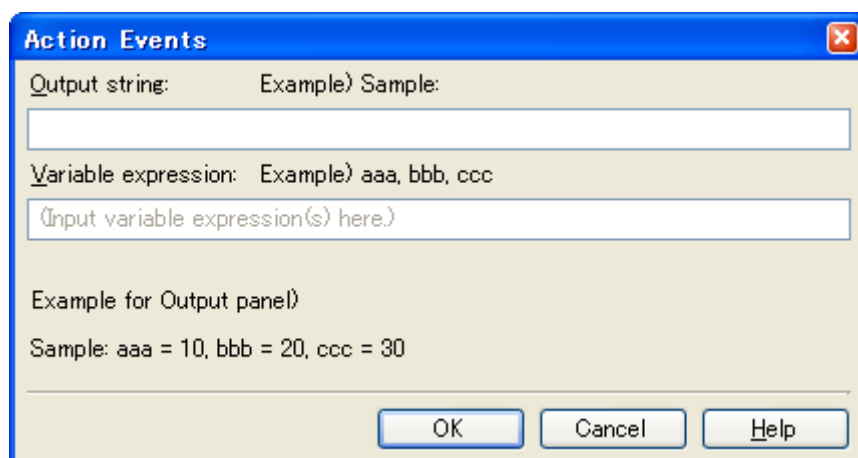 Action Events
Output string: Example) Sample:
Variable expression: Example) aaa, bbb, ccc
(Input variable expression(s) here.)
Example for Output panel)
Sample: aaa = 10, bbb = 20, ccc = 30
OK Cancel Help